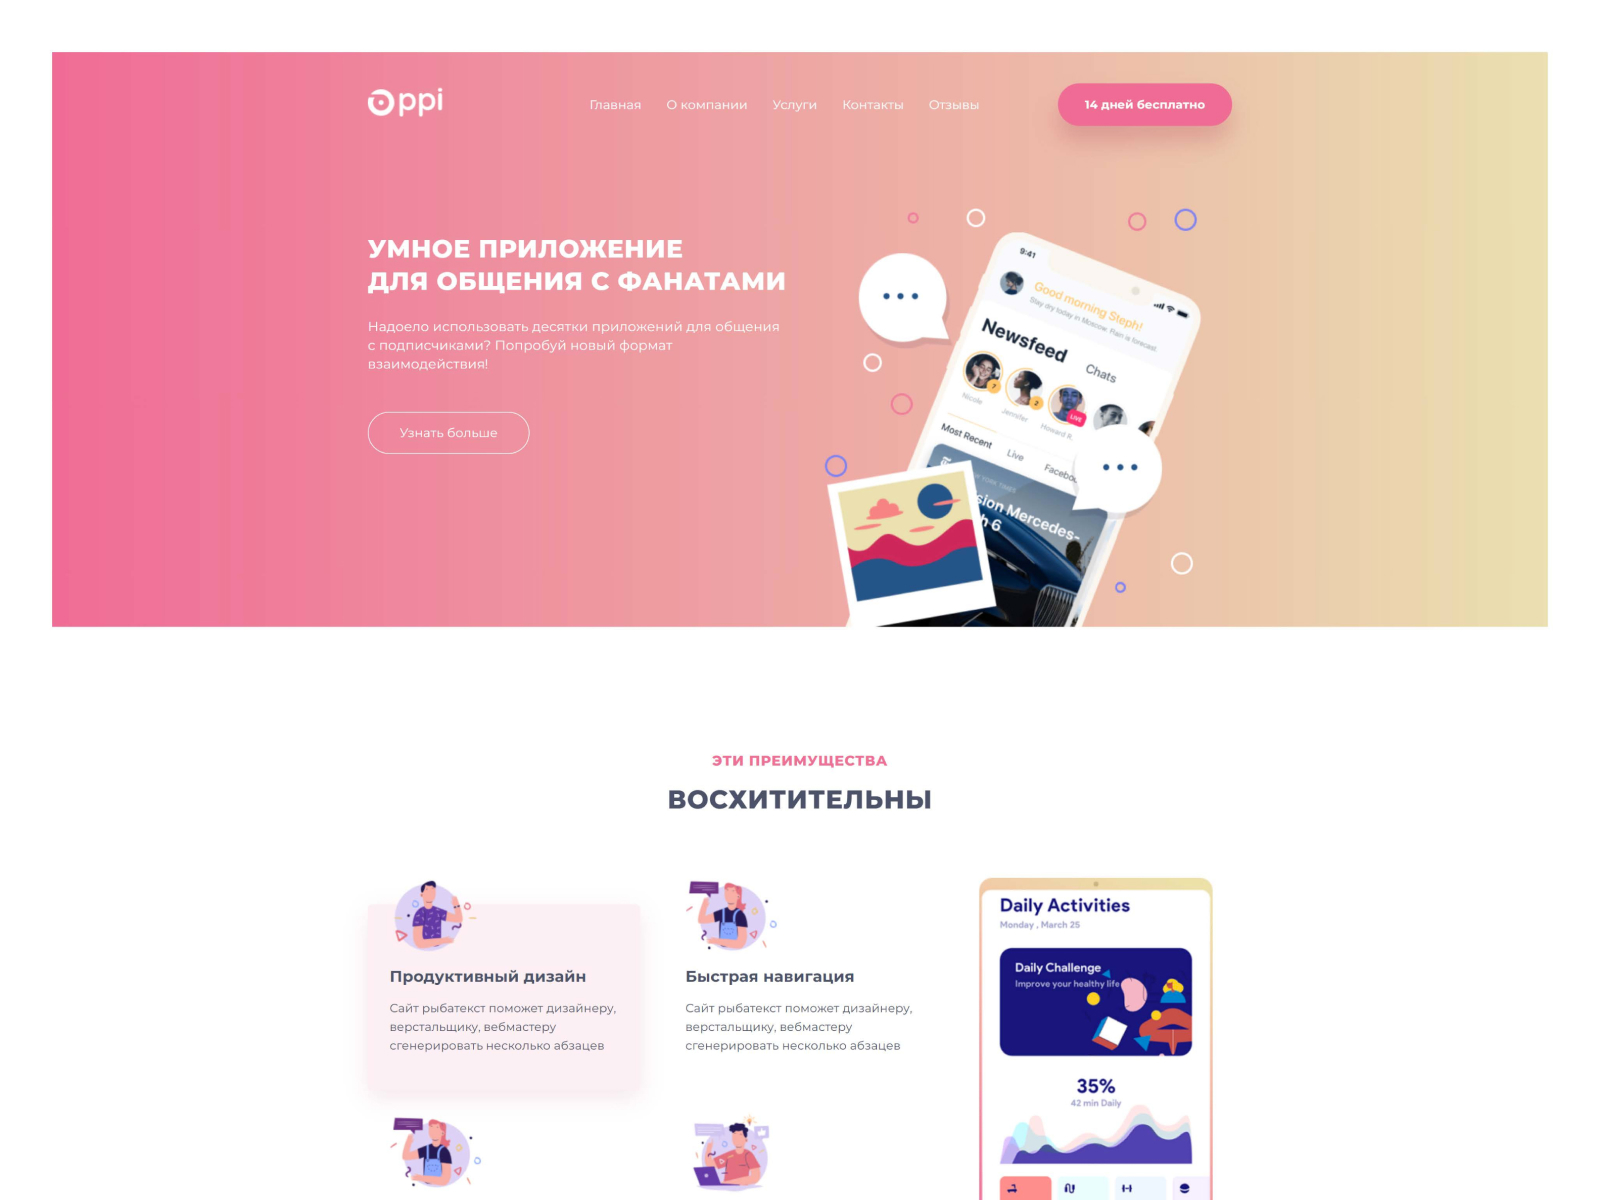 Oppi
Главная
О компании
Услуги
Контакты
Отзывы
14 дней бесплатно
УМНОЕ ПРИЛОЖЕНИЕ
ДЛЯ ОБЩЕНИЯ С ФАНАТАМИ
Надоело использовать десятки приложений для общения
с подписчиками? Попробуй новый формат
взаимодействия!
Узнать больше
9:41
Good morning Steph!
Stay dry today in Moscow. Rain is forecast
Newsfeed
Chats
7
2
LIVE
Nicole
Jennifer
Howard R.
Most Recent
Live
sion Mercedes-
h 6
ЭТИ ПРЕИМУЩЕСТВА
ВОСХИТИТЕЛЬНЫ
Продуктивный дизайн
Сайт рыбатекст поможет дизайнеру,
верстальщику, вебмастеру
сгенерировать несколько абзацев
Быстрая навигация
Сайт рыбатекст поможет дизайнеру,
верстальщику, вебмастеру
сгенерировать несколько абзацев
Daily Activities
Monday , March 25
Daily Challenge
Improve your healthy life
35%
42 min Daily